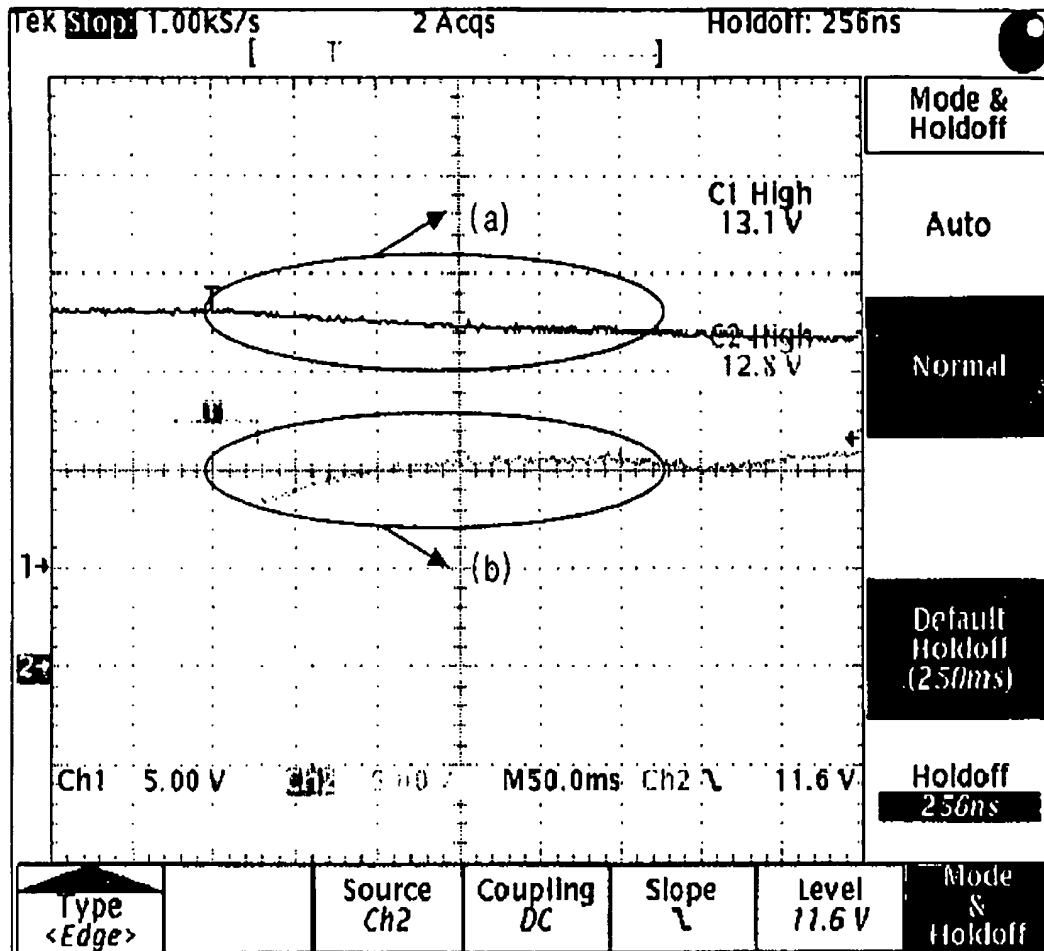 Tek Stop: 1.00KS/s 2 Acqs Holdoff: 256ns
[ T ]
Mode &
Holdoff
C1 High
13.1 V
Auto
(a)
T
C2 High
12.8 V
Normal
(b)
1
2
Default
Holdoff
(250ms)
Ch1 5.00 V M50.0ms Ch2 11.6 V
Holdoff
256ns
Type
<Edge>
Source
Ch2
Coupling
DC
Slope
Level
11.6 V
Mode
&
Holdoff